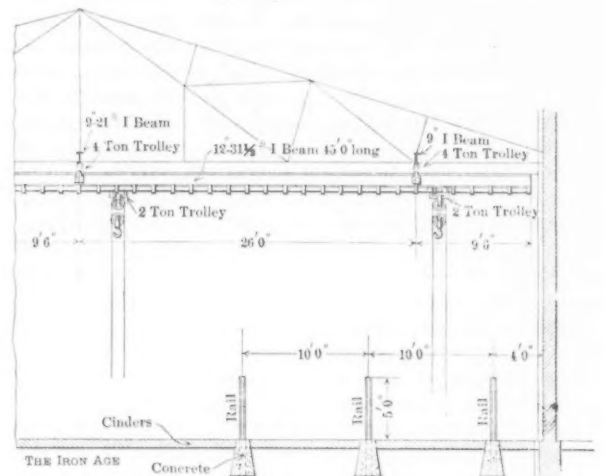 9"-21# I Beam
4 Ton Trolley
12"-31½# I Beam 45'0" long
9" I Beam
4 Ton Trolley
2 Ton Trolley
2 Ton Trolley
9'6"
26'0"
9'6"
10'0"
10'0"
4'0"
Rail
Rail
5'0"
Rail
Cinders
THE IRON AGE
Concrete